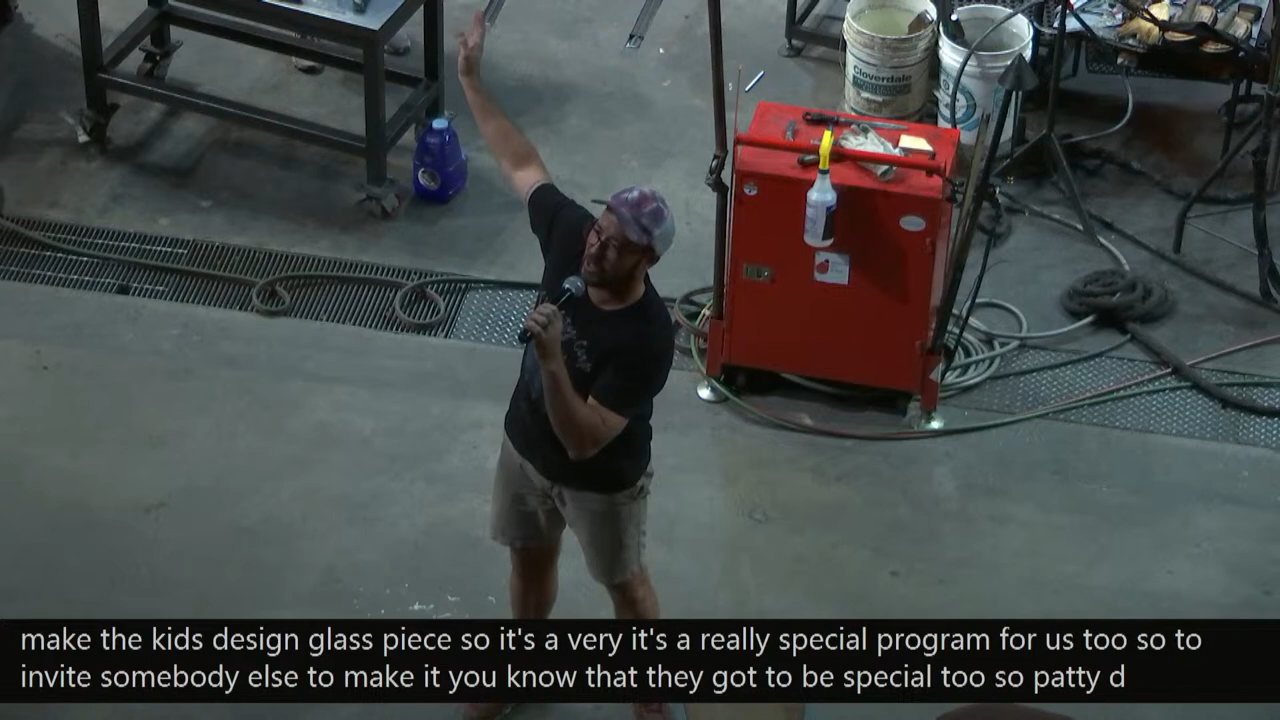 Cloverdale
make the kids design glass piece so it's a very it's a really special program for us too so to
invite somebody else to make it you know that they got to be special too so patty d